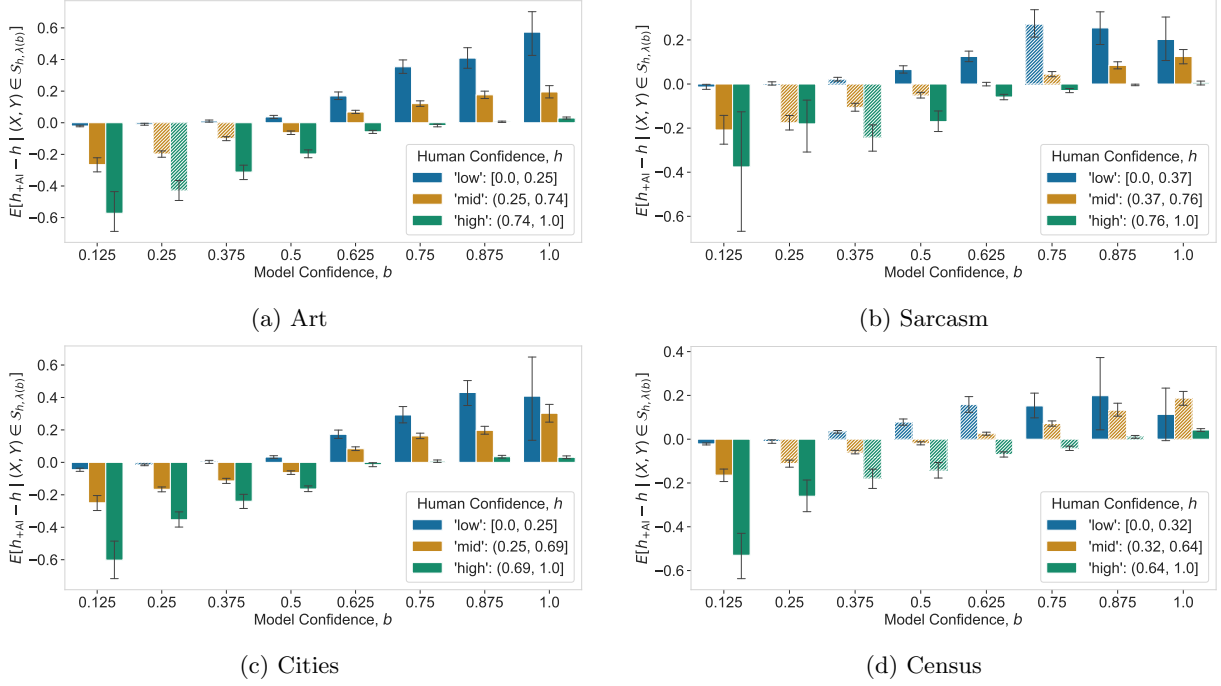 E[h+AI − h | (X, Y) ∈ S_{h,λ(b)}]
0.6
0.4
0.2
0.0
−0.2
−0.4
−0.6
Human Confidence, h
'low': [0.0, 0.25]
'mid': (0.25, 0.74]
'high': (0.74, 1.0]
0.125 0.25 0.375 0.5 0.625 0.75 0.875 1.0
Model Confidence, b
(a) Art
E[h+AI − h | (X, Y) ∈ S_{h,λ(b)}]
0.2
0.0
−0.2
−0.4
−0.6
Human Confidence, h
'low': [0.0, 0.37]
'mid': (0.37, 0.76]
'high': (0.76, 1.0]
0.125 0.25 0.375 0.5 0.625 0.75 0.875 1.0
Model Confidence, b
(b) Sarcasm
E[h+AI − h | (X, Y) ∈ S_{h,λ(b)}]
0.6
0.4
0.2
0.0
−0.2
−0.4
−0.6
Human Confidence, h
'low': [0.0, 0.25]
'mid': (0.25, 0.69]
'high': (0.69, 1.0]
0.125 0.25 0.375 0.5 0.625 0.75 0.875 1.0
Model Confidence, b
(c) Cities
E[h+AI − h | (X, Y) ∈ S_{h,λ(b)}]
0.4
0.2
0.0
−0.2
−0.4
−0.6
Human Confidence, h
'low': [0.0, 0.32]
'mid': (0.32, 0.64]
'high': (0.64, 1.0]
0.125 0.25 0.375 0.5 0.625 0.75 0.875 1.0
Model Confidence, b
(d) Census